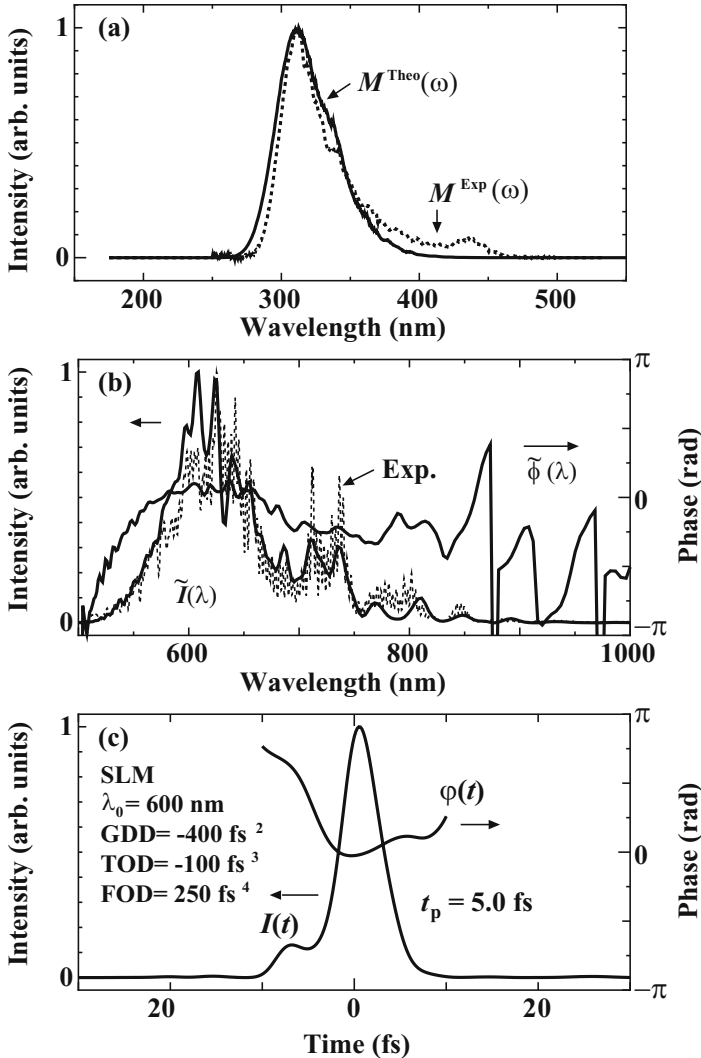 (a)
Intensity (arb. units)
1
0
M^Theo(ω)
M^Exp(ω)
200 300 400 500
Wavelength (nm)
(b)
Intensity (arb. units)
1
0
Exp.
Ĩ(λ)
φ̃(λ)
π
0
−π
Phase (rad)
600 800 1000
Wavelength (nm)
(c)
Intensity (arb. units)
1
0
SLM
λ₀= 600 nm
GDD= -400 fs ²
TOD= -100 fs ³
FOD= 250 fs ⁴
I(t)
φ(t)
tₚ = 5.0 fs
π
0
−π
Phase (rad)
20 0 20
Time (fs)